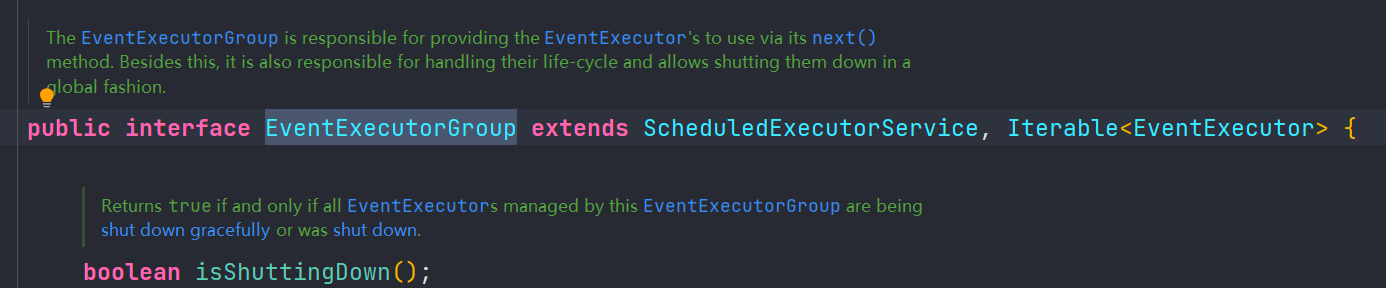 The EventExecutorGroup is responsible for providing the EventExecutor's to use via its next()
method. Besides this, it is also responsible for handling their life-cycle and allows shutting them down in a
global fashion.
public interface EventExecutorGroup extends ScheduledExecutorService, Iterable<EventExecutor> {
Returns true if and only if all EventExecutors managed by this EventExecutorGroup are being
shut down gracefully or was shut down.
boolean isShuttingDown();